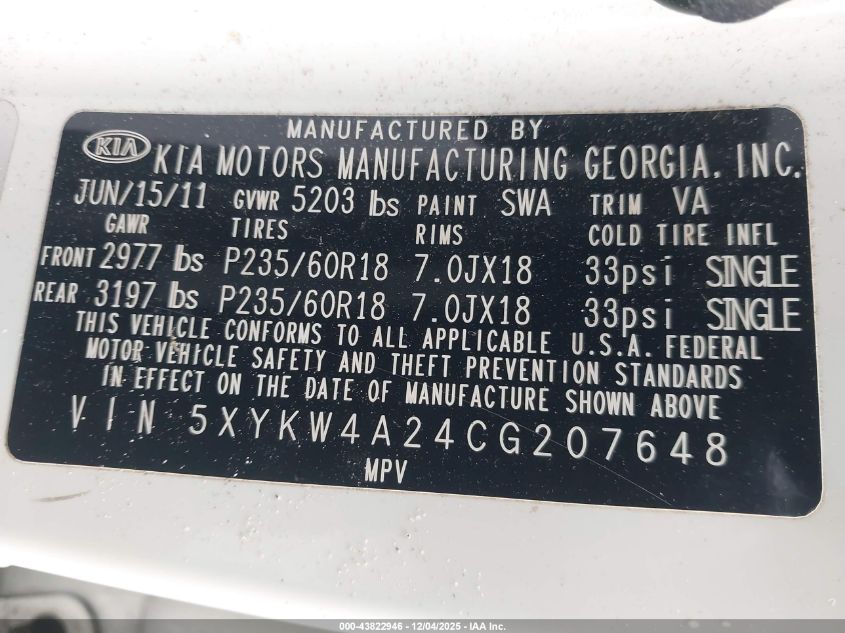 MANUFACTURED BY
KIA KIA MOTORS MANUFACTURING GEORGIA, INC.
JUN/15/11 GVWR 5203 lbs PAINT SWA TRIM VA
GAWR TIRES RIMS COLD TIRE INFL
FRONT 2977 lbs P235/60R18 7.0JX18 33psi SINGLE
REAR 3197 lbs P235/60R18 7.0JX18 33psi SINGLE
THIS VEHICLE CONFORMS TO ALL APPLICABLE U.S.A. FEDERAL
MOTOR VEHICLE SAFETY AND THEFT PREVENTION STANDARDS
IN EFFECT ON THE DATE OF MANUFACTURE SHOWN ABOVE
VIN 5XYKW4A24CG207648
MPV
000-43822946 - 12/04/2025 - IAA Inc.